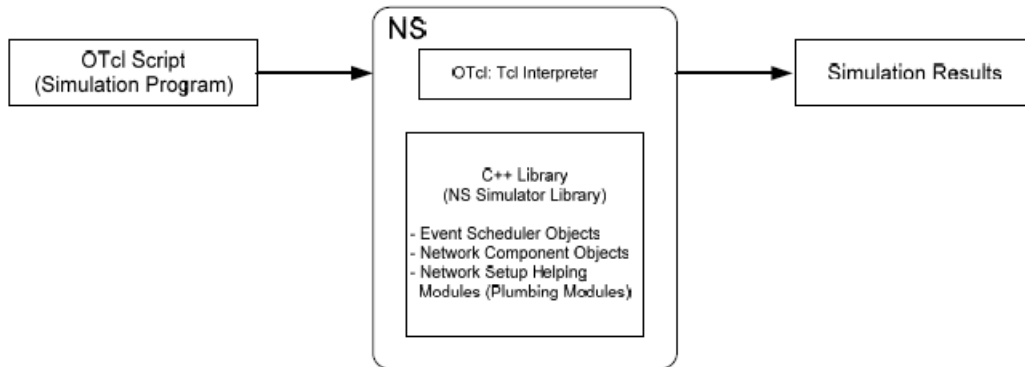 OTcl Script
(Simulation Program)
NS
OTcl: Tcl Interpreter
C++ Library
(NS Simulator Library)
- Event Scheduler Objects
- Network Component Objects
- Network Setup Helping
Modules (Plumbing Modules)
Simulation Results